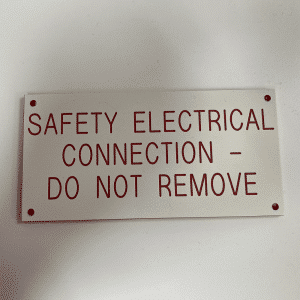 SAFETY ELECTRICAL
CONNECTION –
DO NOT REMOVE